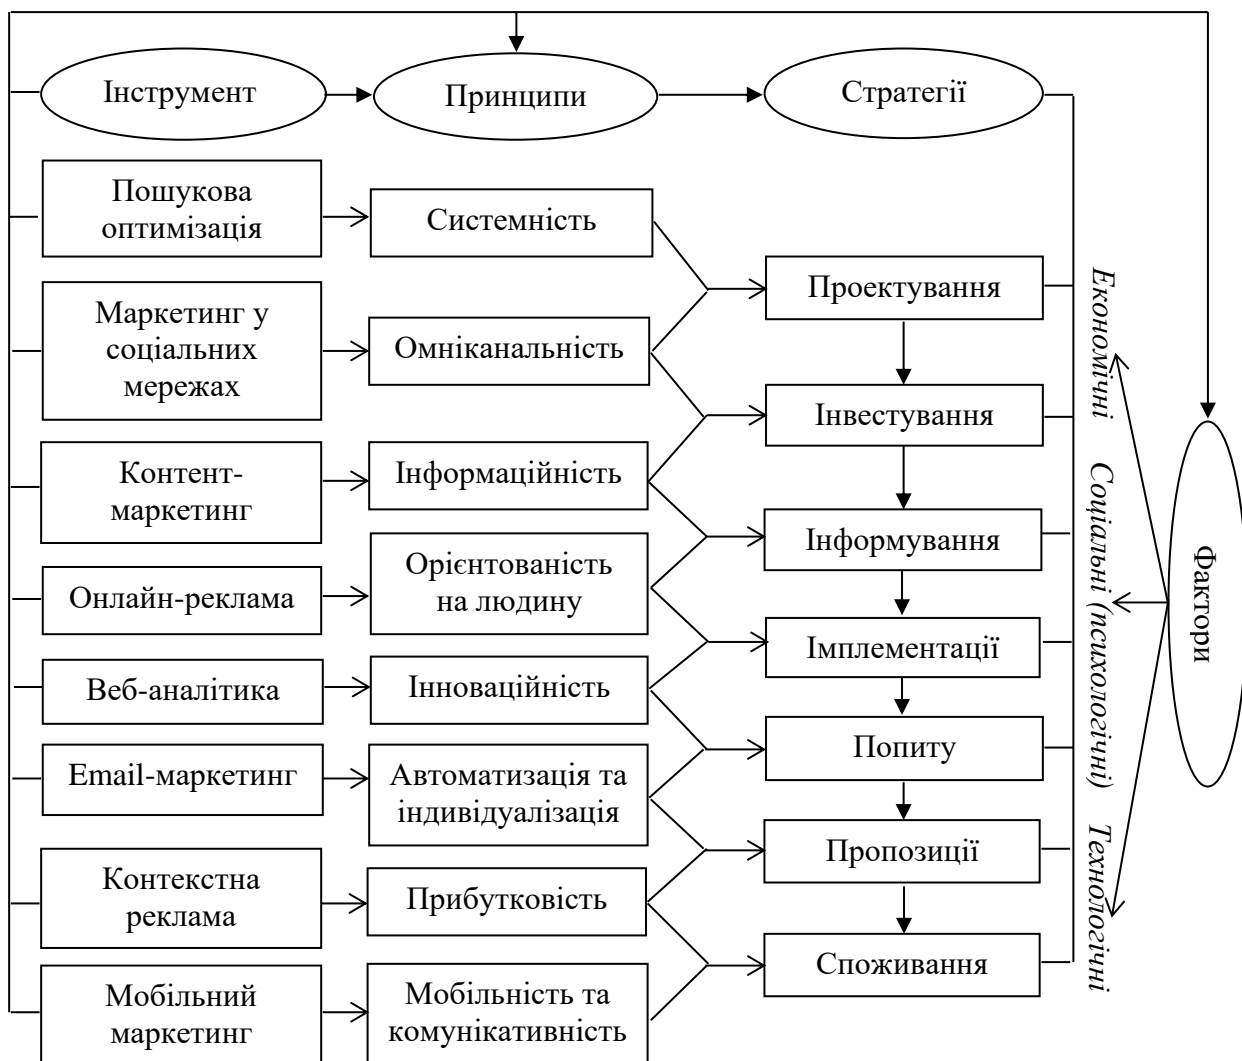 Інструмент
Принципи
Стратегії
Пошукова
оптимізація
Системність
Проектування
Маркетинг у
соціальних
мережах
Омніканальність
Інвестування
Контент-
маркетинг
Інформаційність
Інформування
Онлайн-реклама
Орієнтованість
на людину
Імплементації
Веб-аналітика
Інноваційність
Попиту
Email-маркетинг
Автоматизація та
індивідуалізація
Пропозиції
Контекстна
реклама
Прибутковість
Споживання
Мобільний
маркетинг
Мобільність та
комунікативність
Економічні
Соціальні (психологічні)
Технологічні
Фактори